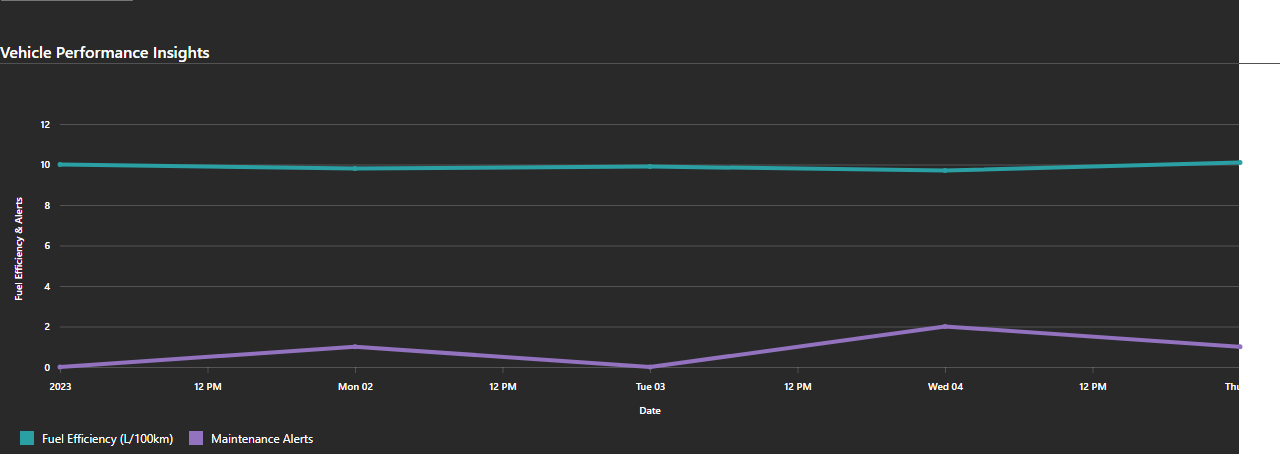 Vehicle Performance Insights
12
10
8
6
4
2
0
Fuel Efficiency & Alerts
2023 12 PM Mon 02 12 PM Tue 03 12 PM Wed 04 12 PM Thu
Date
Fuel Efficiency (L/100km) Maintenance Alerts